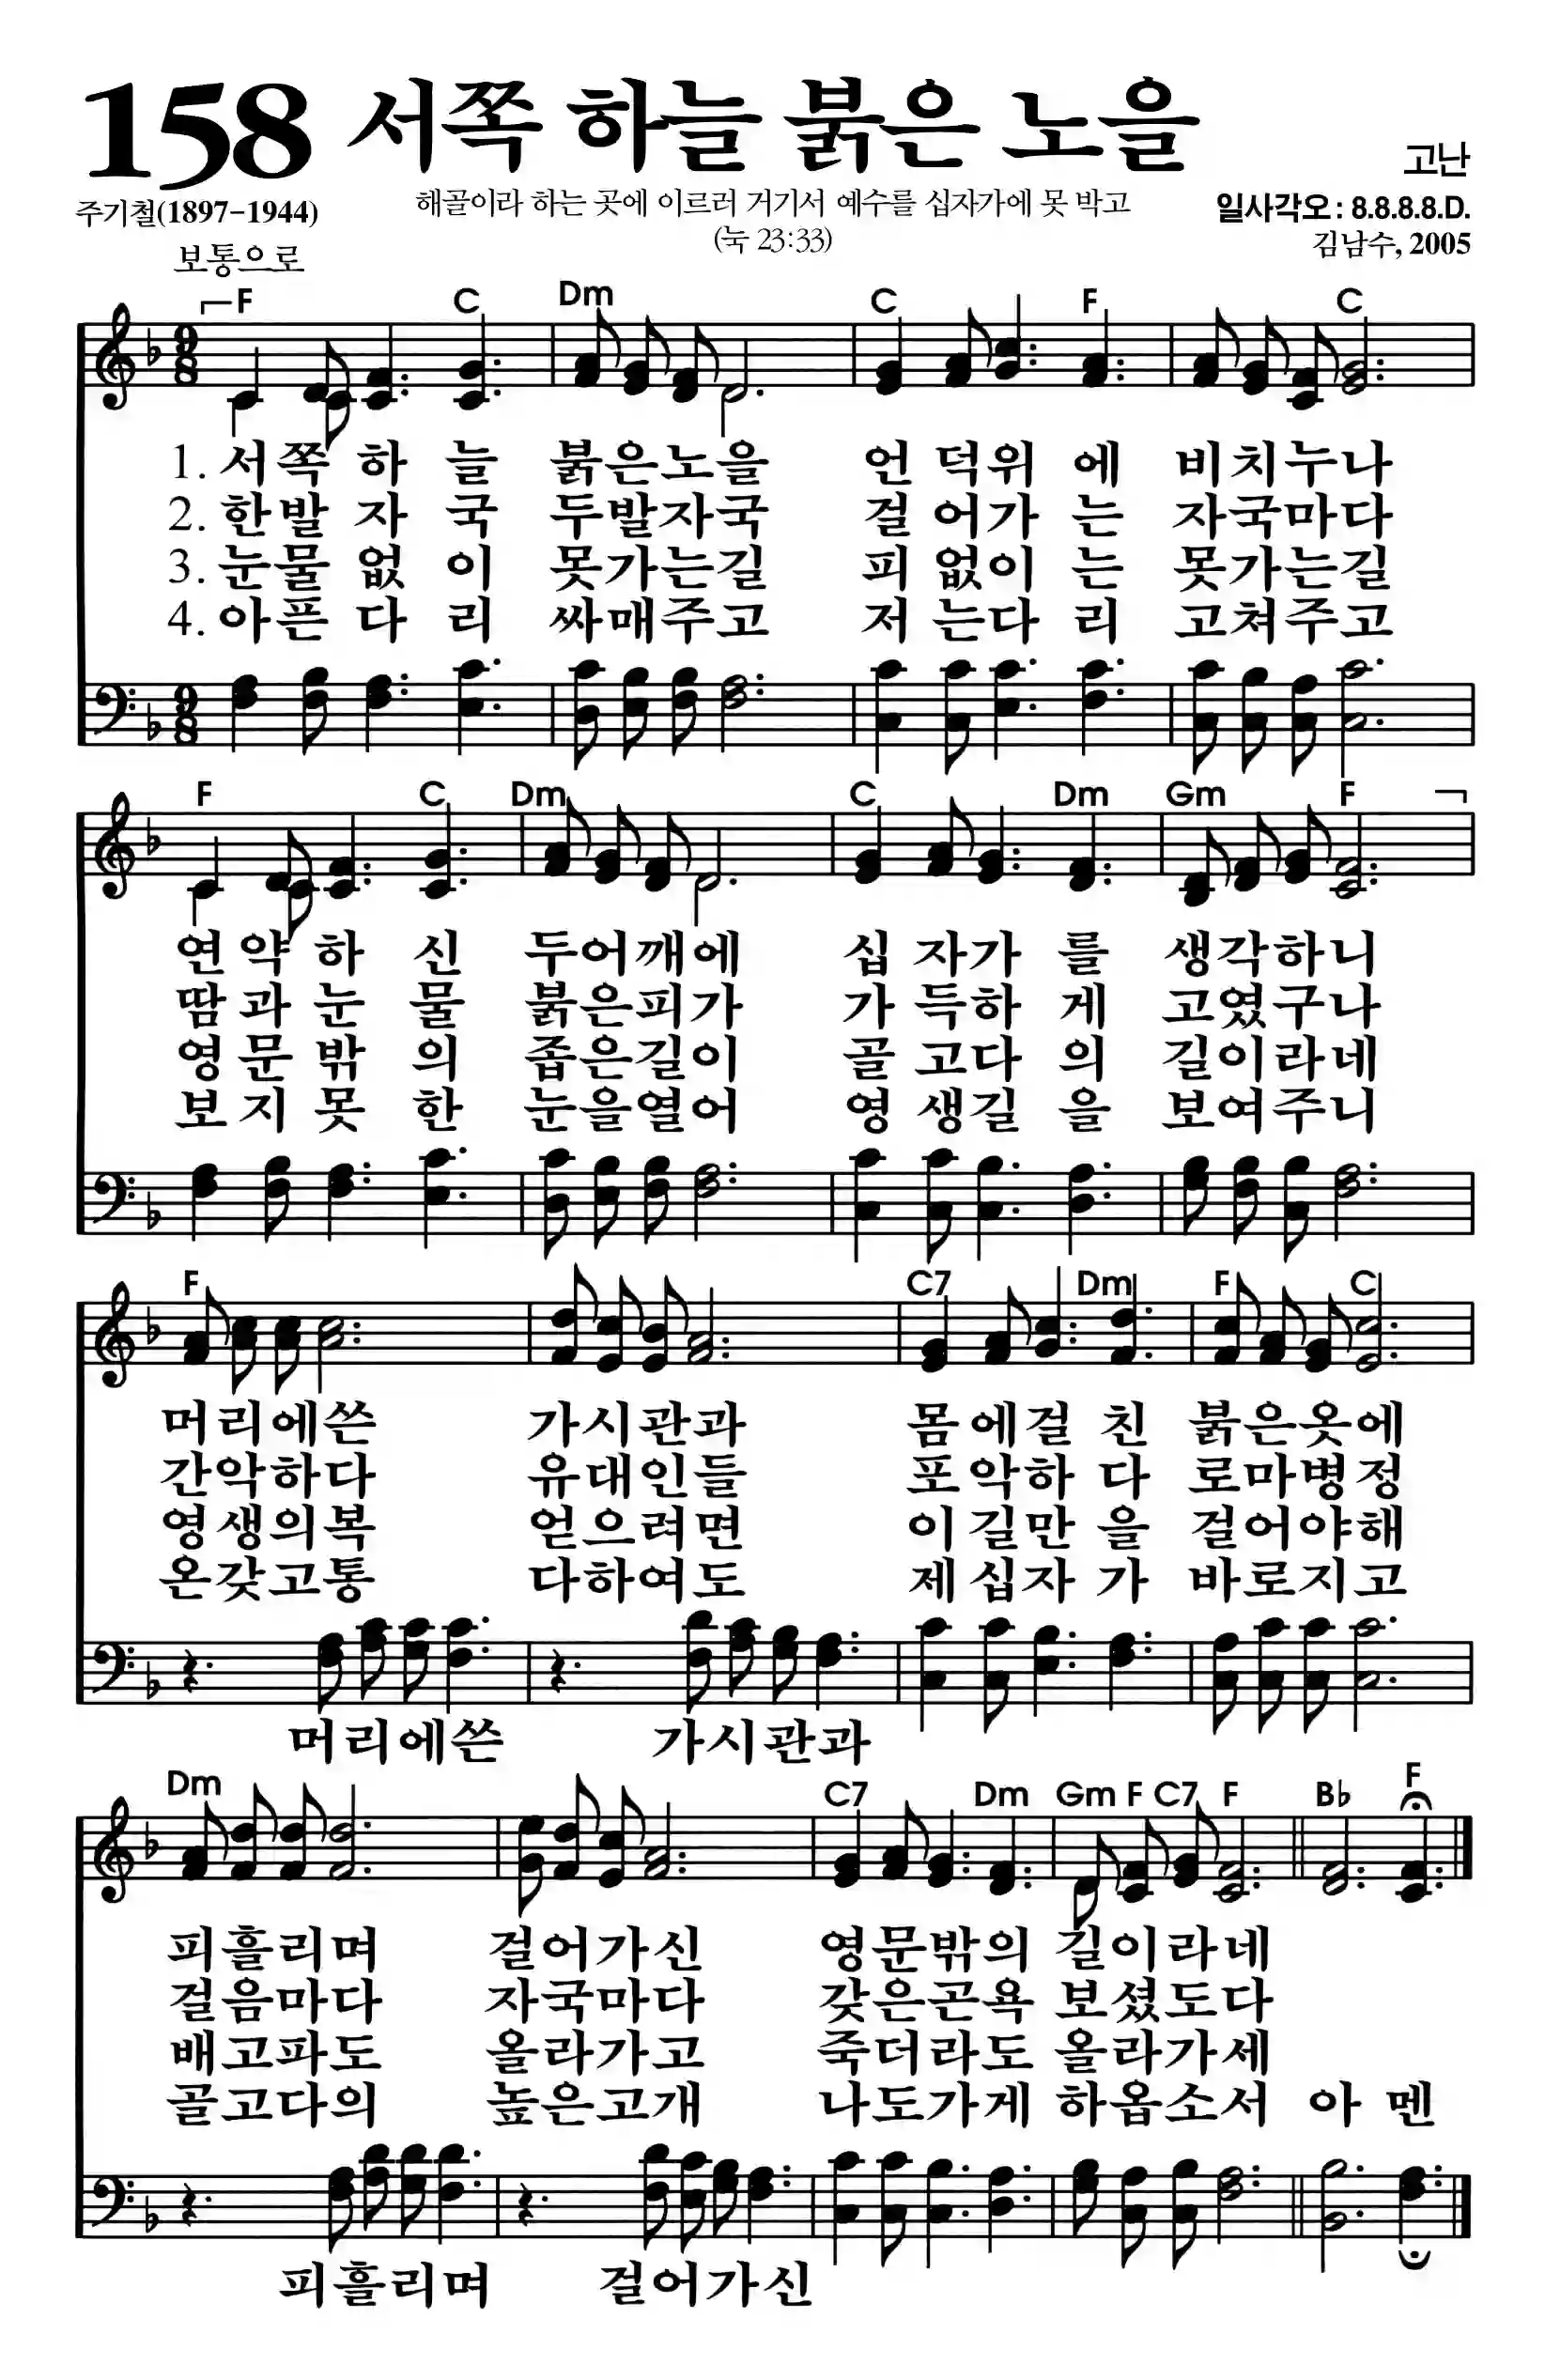 158 서쪽 하늘 붉은 노을
고난
주기철(1897-1944)
해골이라 하는 곳에 이르러 거기서 예수를 십자가에 못 박고
(눅 23:33)
일사각오: 8.8.8.8.D.
김남수, 2005
보통으로
F C Dm C F C
9 8
1. 서쪽 하 늘 붉은노을 언 덕위 에 비치누나
2. 한발 자 국 두발자국 걸 어가 는 자국마다
3. 눈물 없 이 못가는길 피 없이 는 못가는길
4. 아픈 다 리 싸매주고 저 는다 리 고쳐주고
9 8
F C Dm C Dm Gm F
연 약 하 신 두어깨에 십 자가 를 생각하니
땀 과 눈 물 붉은피가 가 득하 게 고였구나
영 문 밖 의 좁은길이 골 고다 의 길이라네
보 지 못 한 눈을열어 영 생길 을 보여주니
F C7 Dm F C
머리에쓴 가시관과 몸 에걸 친 붉은옷에
간악하다 유대인들 포 악하 다 로마병정
영생의복 얻으려면 이 길만 을 걸어야해
온갖고통 다하여도 제 십자 가 바로지고
머리에쓴 가시관과
Dm C7 Dm Gm F C7 F B♭ F
피흘리며 걸어가신 영문밖의 길이라네
걸음마다 자국마다 갖은곤욕 보셨도다
배고파도 올라가고 죽더라도 올라가세
골고다의 높은고개 나도가게 하옵소서 아 멘
피흘리며 걸어가신